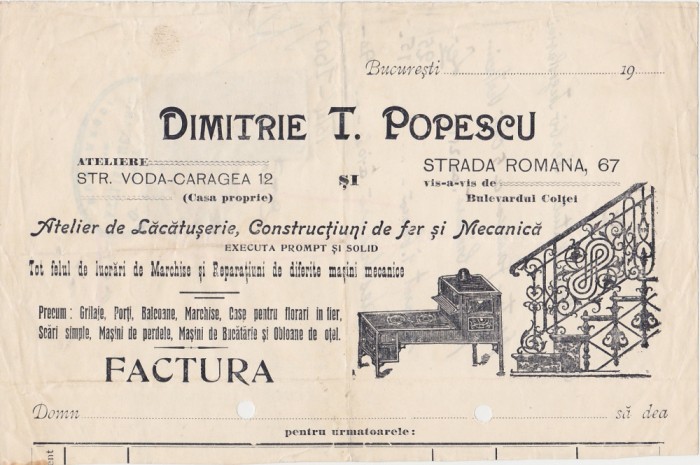 București 19
DIMITRIE T. POPESCU
ATELIERE
STR. VODA-CARAGEA 12
(Casa proprie)
ȘI
STRADA ROMANA, 67
vis-a-vis de
Bulevardul Colței
Atelier de Lăcătușerie, Construcțiuni de fer și Mecanică
EXECUTA PROMPT ȘI SOLID
Tot felul de lucrări de Marchise și Reparațiuni de diferite mașini mecanice
Precum: Grilaje, Porți, Balcoane, Marchise, Case pentru florari in fier,
Scări simple, Mașini de perdele, Mașini de Bucătărie și Obloane de oțel.
FACTURA
Domn să dea
pentru urmatoarele: